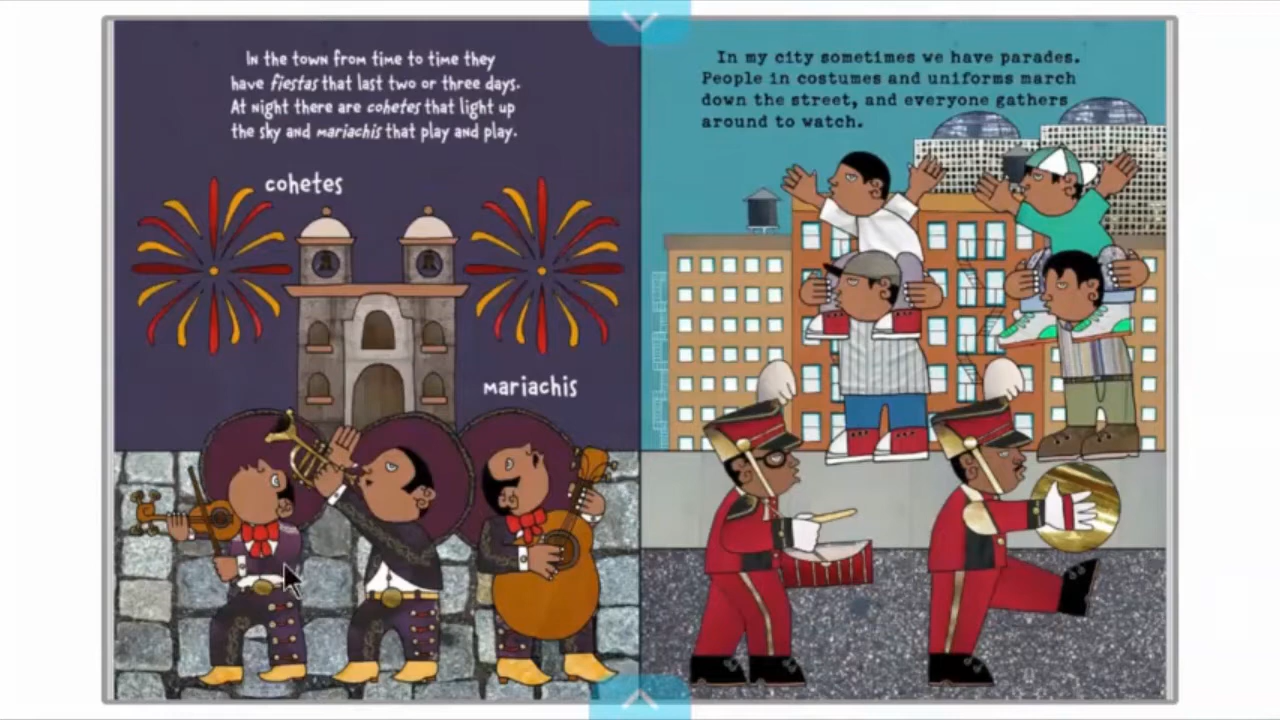 In the town from time to time they
have fiestas that last two or three days.
At night there are cohetes that light up
the sky and mariachis that play and play.
cohetes
mariachis
In my city sometimes we have parades.
People in costumes and uniforms march
down the street, and everyone gathers
around to watch.